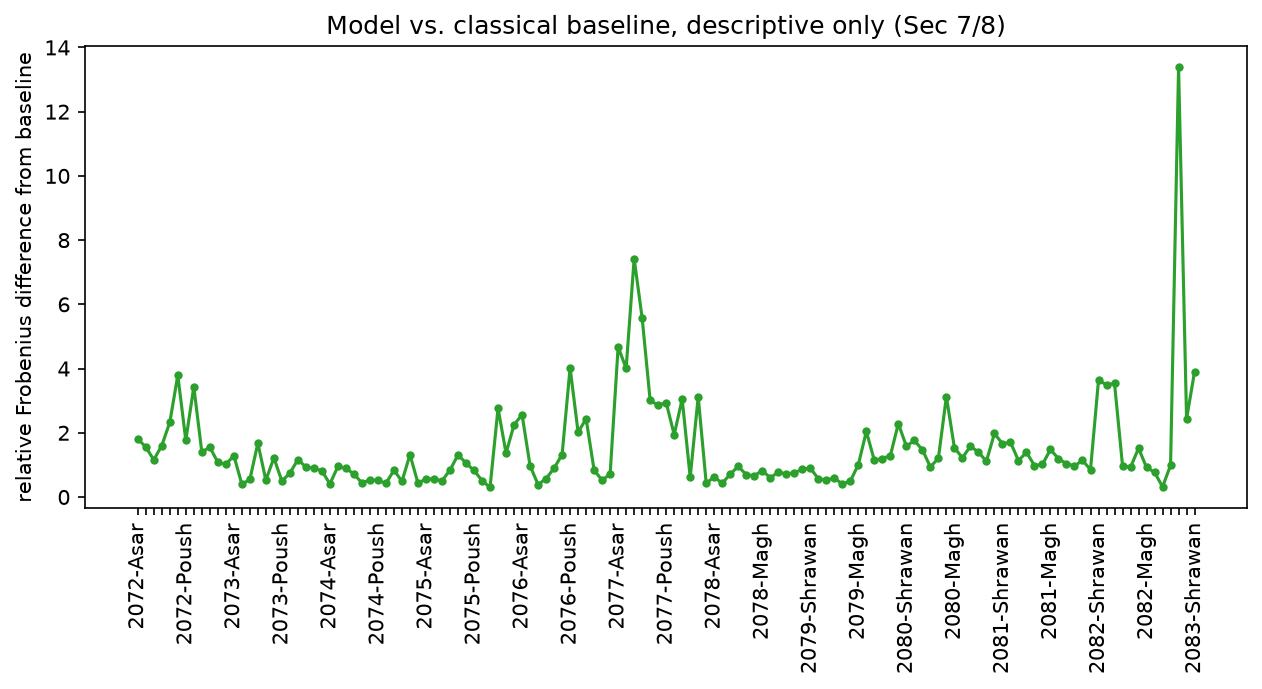 Model vs. classical baseline, descriptive only (Sec 7/8)
relative Frobenius difference from baseline
14
12
10
8
6
4
2
0
2072-Asar
2072-Poush
2073-Asar
2073-Poush
2074-Asar
2074-Poush
2075-Asar
2075-Poush
2076-Asar
2076-Poush
2077-Asar
2077-Poush
2078-Asar
2078-Magh
2079-Shrawan
2079-Magh
2080-Shrawan
2080-Magh
2081-Shrawan
2081-Magh
2082-Shrawan
2082-Magh
2083-Shrawan